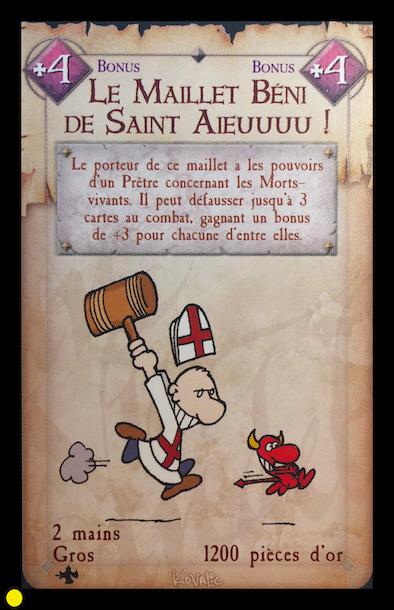 +4 Bonus Bonus +4
Le Maillet Béni
de Saint Aieuuuu !
Le porteur de ce maillet a les pouvoirs
d'un Prêtre concernant les Morts-
vivants. Il peut défausser jusqu'à 3
cartes au combat, gagnant un bonus
de +3 pour chacune d'entre elles.
2 mains
Gros 1200 pièces d'or
Kovalic